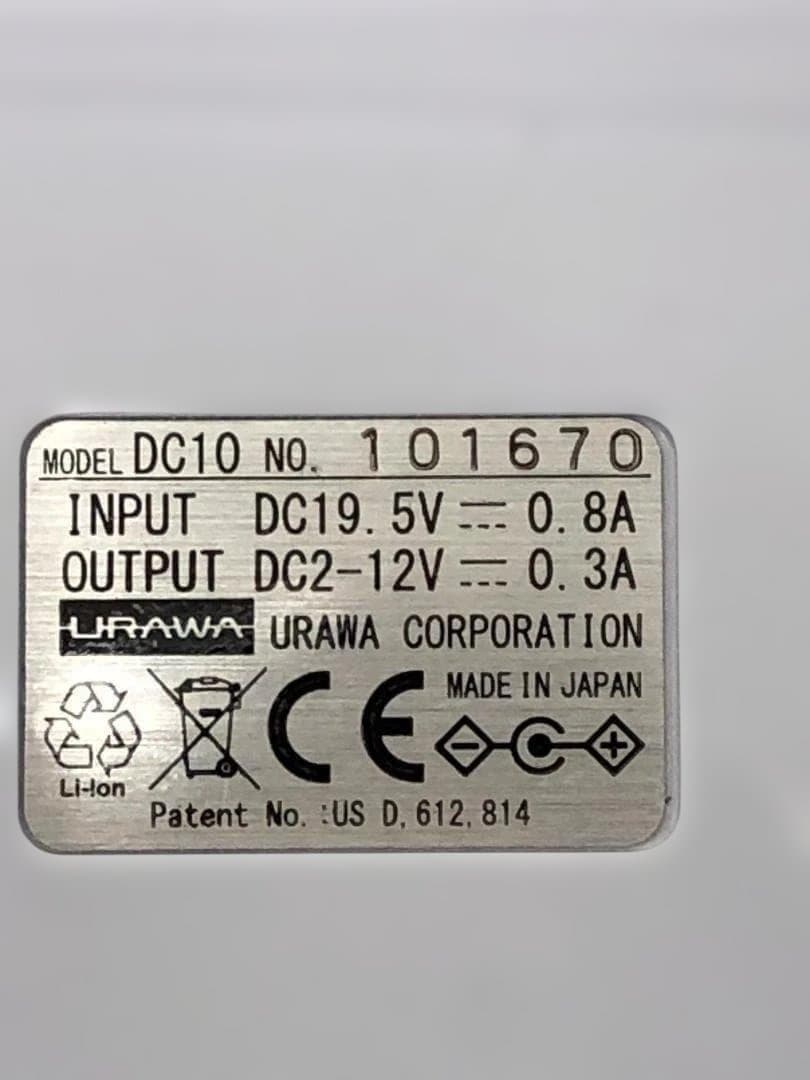 MODEL DC10 NO. 101670
INPUT DC19.5V ⎓ 0.8A
OUTPUT DC2-12V ⎓ 0.3A
URAWA URAWA CORPORATION
MADE IN JAPAN
CE
Li-Ion
Patent No. :US D,612,814